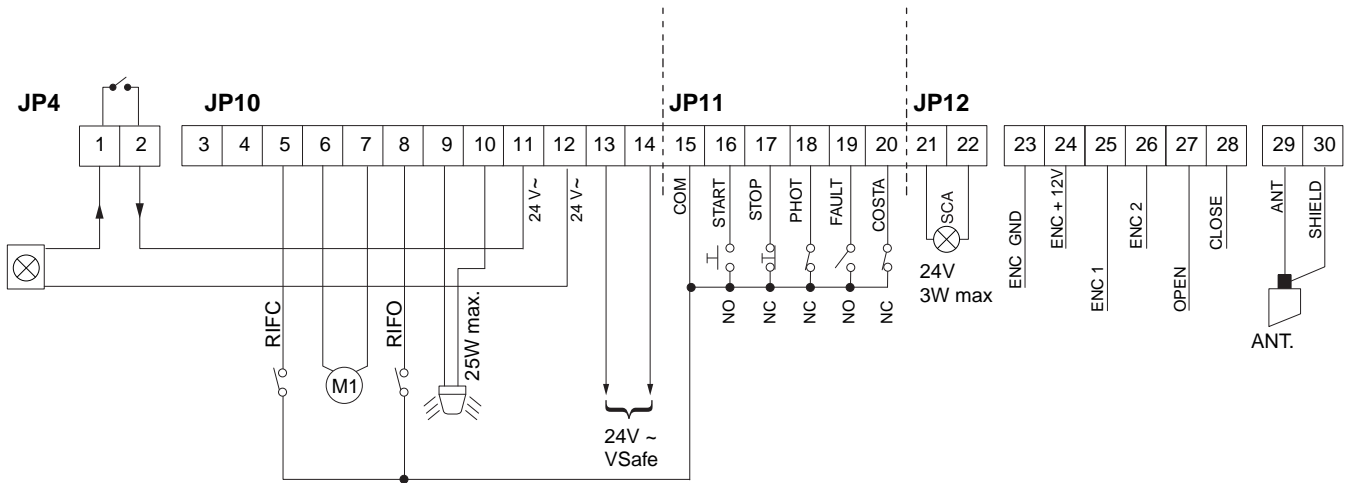 JP4 JP10 JP11 JP12
1 2 3 4 5 6 7 8 9 10 11 12 13 14 15 16 17 18 19 20 21 22 23 24 25 26 27 28 29 30
24 V~
24 V~
COM
START
STOP
PHOT
FAULT
COSTA
SCA
24V
3W max
ENC GND
ENC + 12V
ENC 1
ENC 2
OPEN
CLOSE
ANT
SHIELD
ANT.
RIFC
M1
RIFO
25W max.
24V ~
VSafe
NO
NC
NC
NO
NC